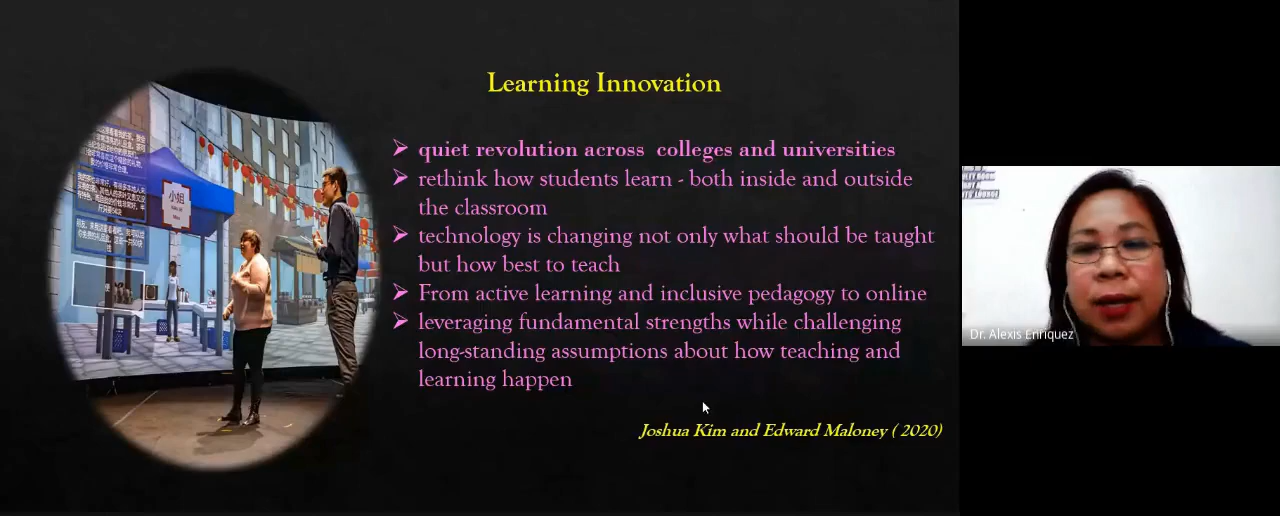 Learning Innovation
➢ quiet revolution across colleges and universities
➢ rethink how students learn - both inside and outside
the classroom
➢ technology is changing not only what should be taught
but how best to teach
➢ From active learning and inclusive pedagogy to online
➢ leveraging fundamental strengths while challenging
long-standing assumptions about how teaching and
learning happen
Joshua Kim and Edward Maloney ( 2020)
小姐
Dr. Alexis Enriquez